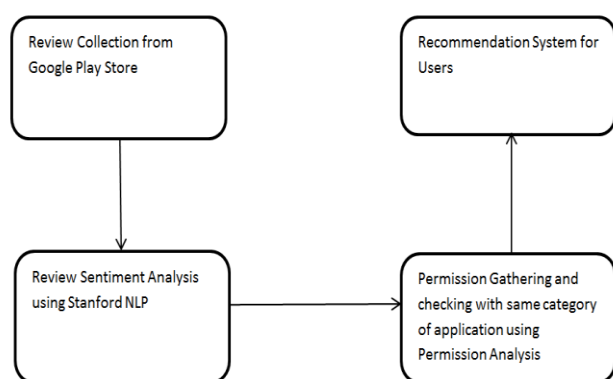 Review Collection from
Google Play Store
Recommendation System for
Users
Review Sentiment Analysis
using Stanford NLP
Permission Gathering and
checking with same category
of application using
Permission Analysis